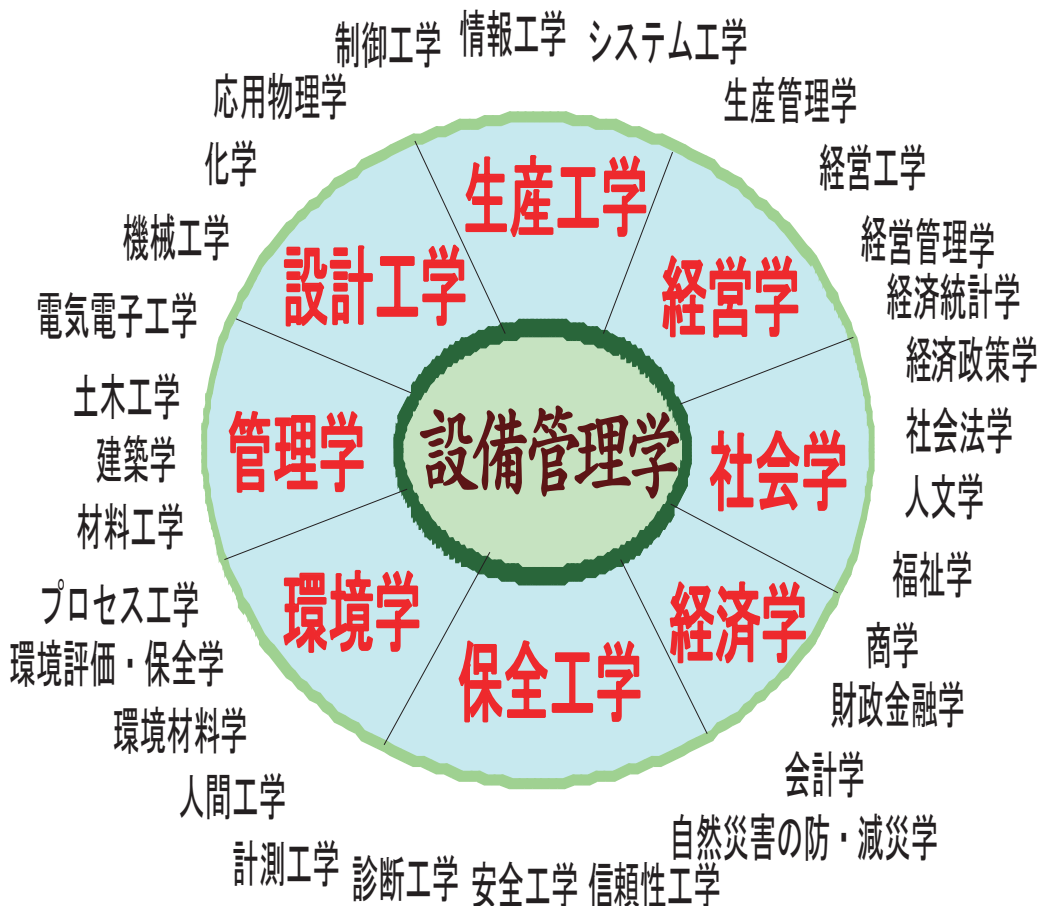 制御工学
情報工学
システム工学
応用物理学
生産管理学
化学
経営工学
機械工学
経営管理学
電気電子工学
経済統計学
経済政策学
土木工学
社会法学
建築学
人文学
材料工学
福祉学
プロセス工学
商学
環境評価・保全学
財政金融学
環境材料学
会計学
人間工学
自然災害の防・減災学
計測工学
診断工学
安全工学
信頼性工学
生産工学
設計工学
経営学
管理学
設備管理学
社会学
環境学
経済学
保全工学